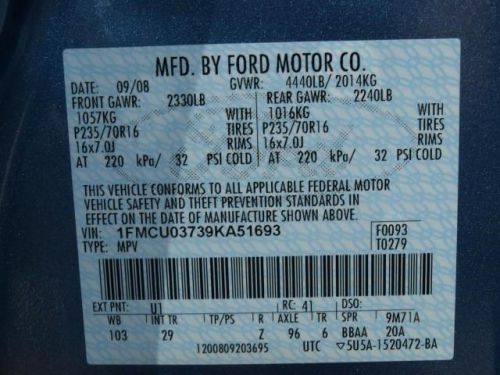 MFD. BY FORD MOTOR CO.
DATE: 09/08 GVWR: 4440LB/ 2014KG
FRONT GAWR: 2330LB REAR GAWR: 2240LB
1057KG WITH 1016KG WITH
P235/70R16 TIRES P235/70R16 TIRES
16x7.0J RIMS 16x7.0J RIMS
AT 220 kPa/ 32 PSI COLD AT 220 kPa/ 32 PSI COLD
THIS VEHICLE CONFORMS TO ALL APPLICABLE FEDERAL MOTOR
VEHICLE SAFETY AND THEFT PREVENTION STANDARDS IN
EFFECT ON THE DATE OF MANUFACTURE SHOWN ABOVE.
VIN: 1FMCU03739KA51693 F0093
TYPE: MPV T0279
EXT PNT: U1 RC: 41 DSO:
WB INT TR TP/PS R AXLE TR SPR 9M71A
103 29 Z 96 6 BBAA 20A
1200809203695 UTC ▽5U5A-1520472-BA